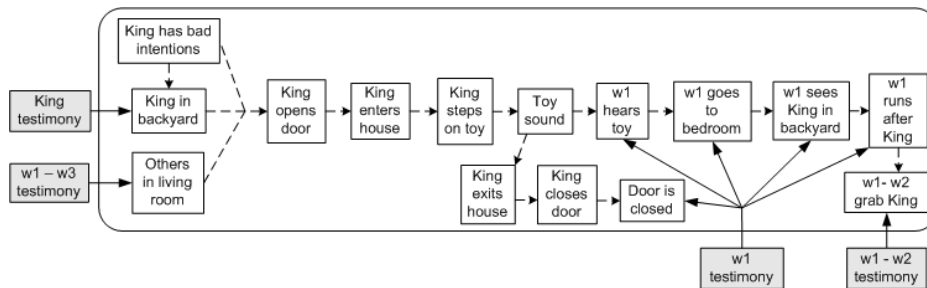 King has bad
intentions
King
testimony
King in
backyard
w1 – w3
testimony
Others
in living
room
King
opens
door
King
enters
house
King
steps
on toy
Toy
sound
w1
hears
toy
w1 goes
to
bedroom
w1 sees
King in
backyard
w1
runs
after
King
King
exits
house
King
closes
door
Door is
closed
w1- w2
grab King
w1
testimony
w1 - w2
testimony